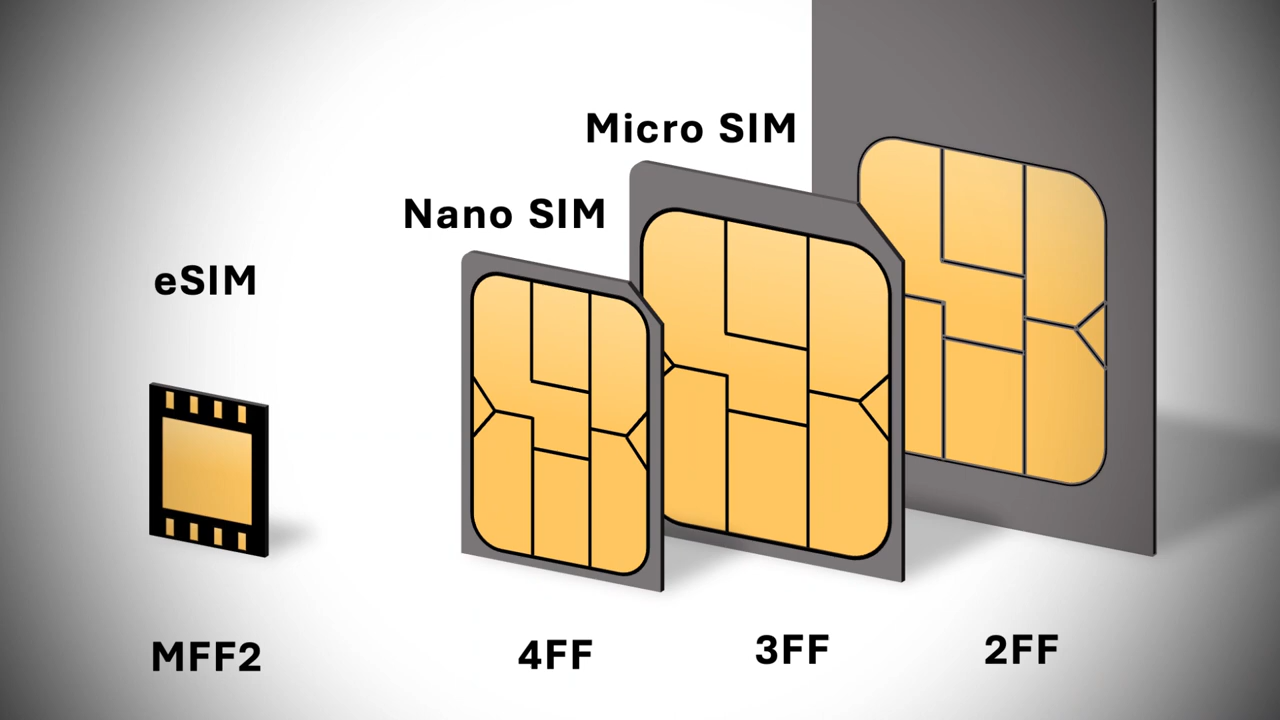 Micro SIM
Nano SIM
eSIM
MFF2
4FF
3FF
2FF